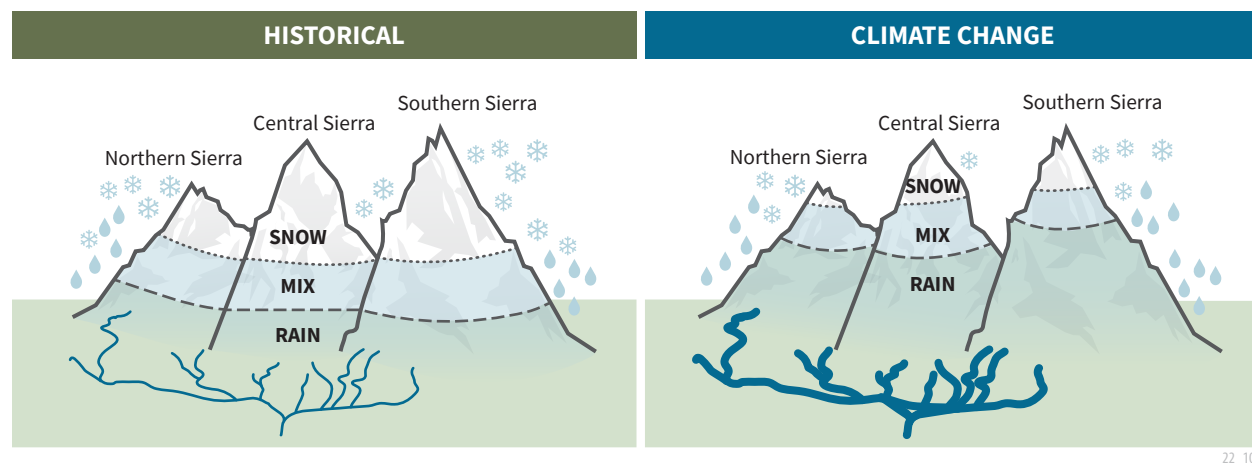 HISTORICAL
Northern Sierra
Central Sierra
Southern Sierra
SNOW
MIX
RAIN
CLIMATE CHANGE
Northern Sierra
Central Sierra
Southern Sierra
SNOW
MIX
RAIN